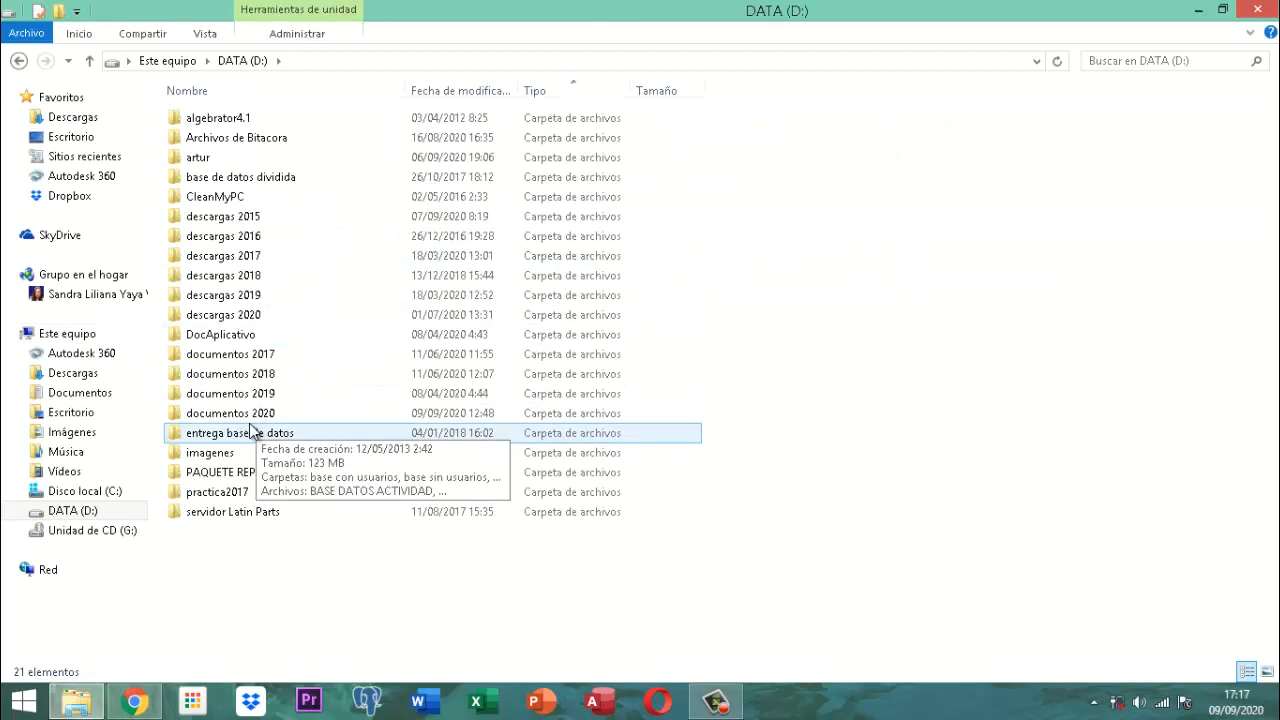 Herramientas de unidad
DATA (D:)
Archivo Inicio Compartir Vista Administrar
Este equipo DATA (D:)
Buscar en DATA (D:)
Favoritos
Descargas
Escritorio
Sitios recientes
Autodesk 360
Dropbox
SkyDrive
Grupo en el hogar
Sandra Liliana Yaya
Este equipo
Autodesk 360
Descargas
Documentos
Escritorio
Imágenes
Música
Vídeos
Disco local (C:)
DATA (D:)
Unidad de CD (G:)
Red
Nombre Fecha de modifica... Tipo Tamaño
algebrator4.1 03/04/2012 8:25 Carpeta de archivos
Archivos de Bitacora 16/08/2020 16:35 Carpeta de archivos
artur 06/09/2020 19:06 Carpeta de archivos
base de datos dividida 26/10/2017 18:12 Carpeta de archivos
CleanMyPC 02/05/2016 2:33 Carpeta de archivos
descargas 2015 07/09/2020 8:19 Carpeta de archivos
descargas 2016 26/12/2016 19:28 Carpeta de archivos
descargas 2017 18/03/2020 13:01 Carpeta de archivos
descargas 2018 13/12/2018 15:44 Carpeta de archivos
descargas 2019 18/03/2020 12:52 Carpeta de archivos
descargas 2020 01/07/2020 13:31 Carpeta de archivos
DocAplicativo 08/04/2020 4:43 Carpeta de archivos
documentos 2017 11/06/2020 11:55 Carpeta de archivos
documentos 2018 11/06/2020 12:07 Carpeta de archivos
documentos 2019 08/04/2020 4:44 Carpeta de archivos
documentos 2020 09/09/2020 12:48 Carpeta de archivos
entrega base de datos 04/01/2018 16:02 Carpeta de archivos
imagenes Carpeta de archivos
PAQUETE REP Carpeta de archivos
practica2017 Carpeta de archivos
servidor Latin Parts 11/08/2017 15:35 Carpeta de archivos
Fecha de creación: 12/05/2013 2:42
Tamaño: 123 MB
Carpetas: base con usuarios, base sin usuarios, ...
Archivos: BASE DATOS ACTIVIDAD, ...
21 elementos
17:17
09/09/2020